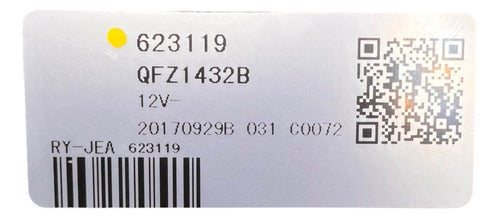 623119
QFZ1432B
12V-
20170929B 031 C0072
RY-JEA 623119